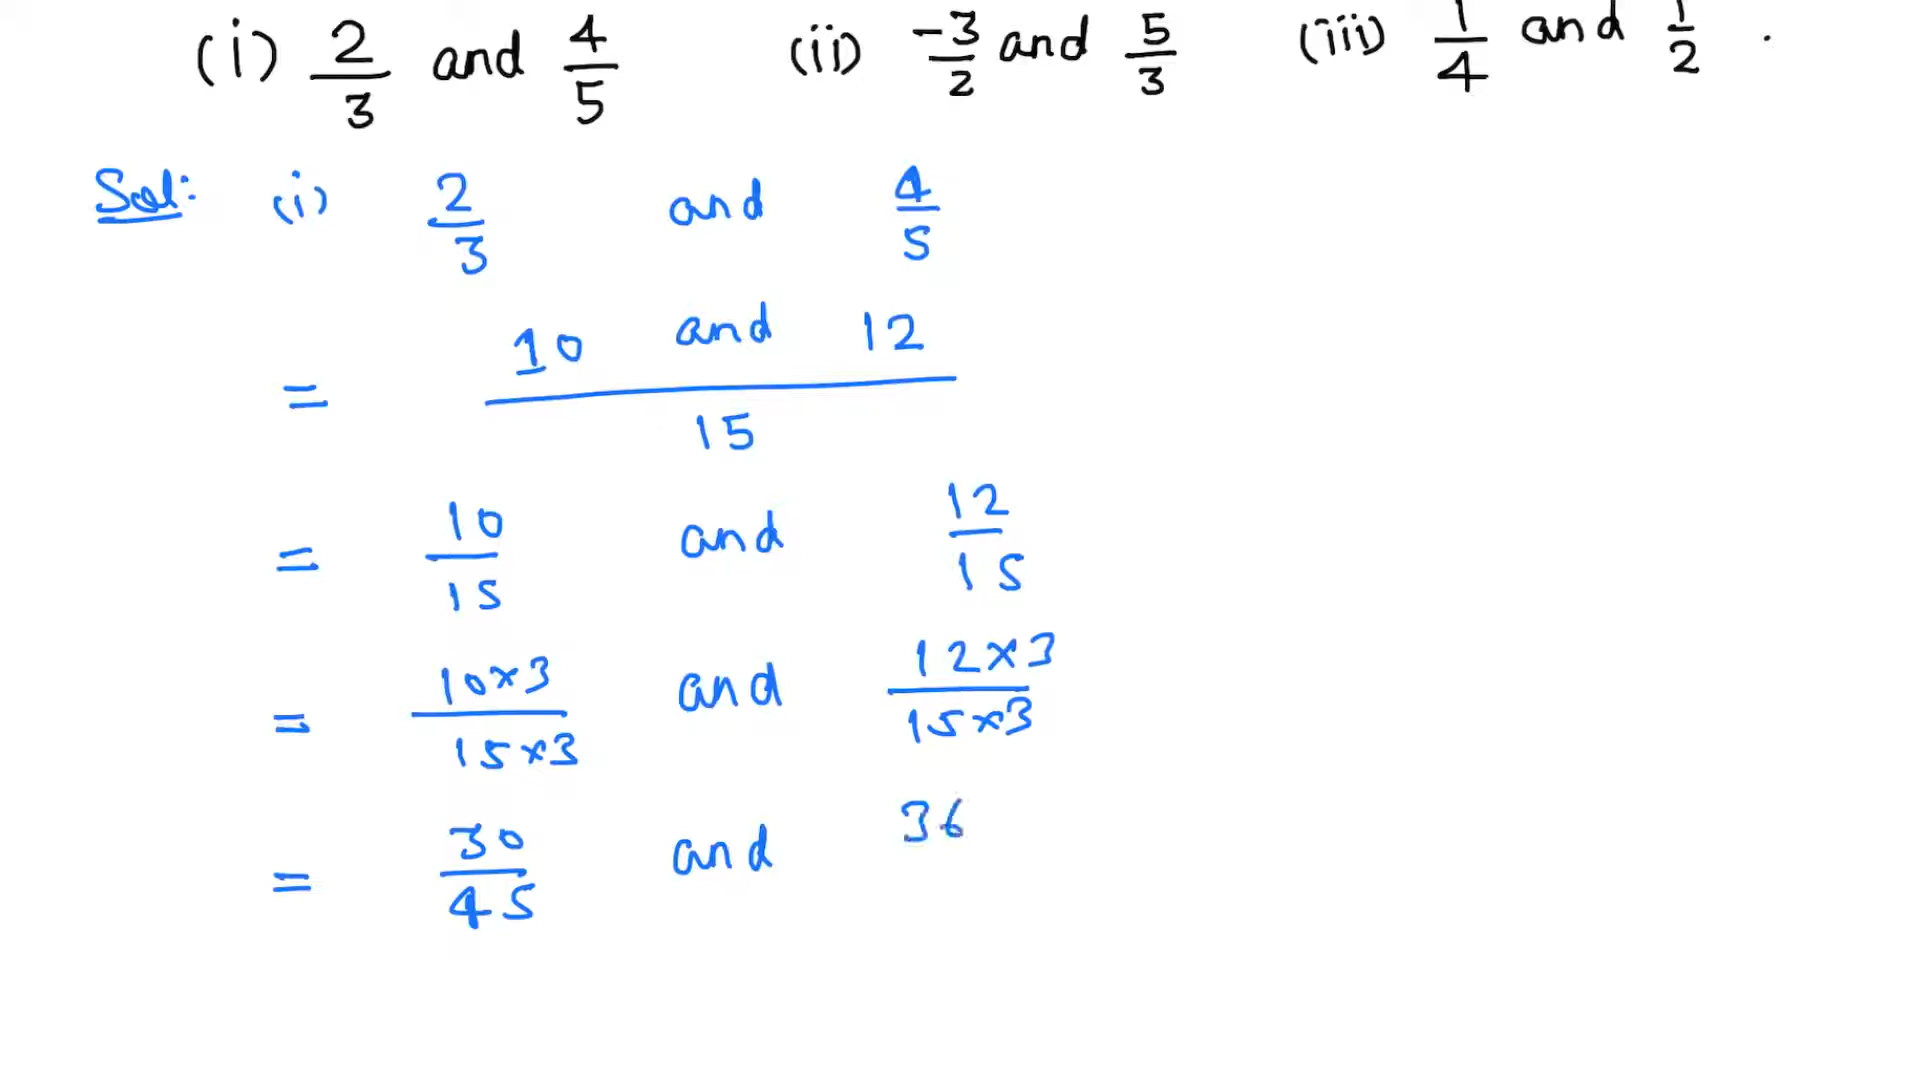 (i) 2/3 and 4/5 (ii) -3/2 and 5/3 (iii) 1/4 and 1/2 .
Sol: (i) 2/3 and 4/5
= 10 and 12
15
= 10/15 and 12/15
= 10×3/15×3 and 12×3/15×3
= 30/45 and 36